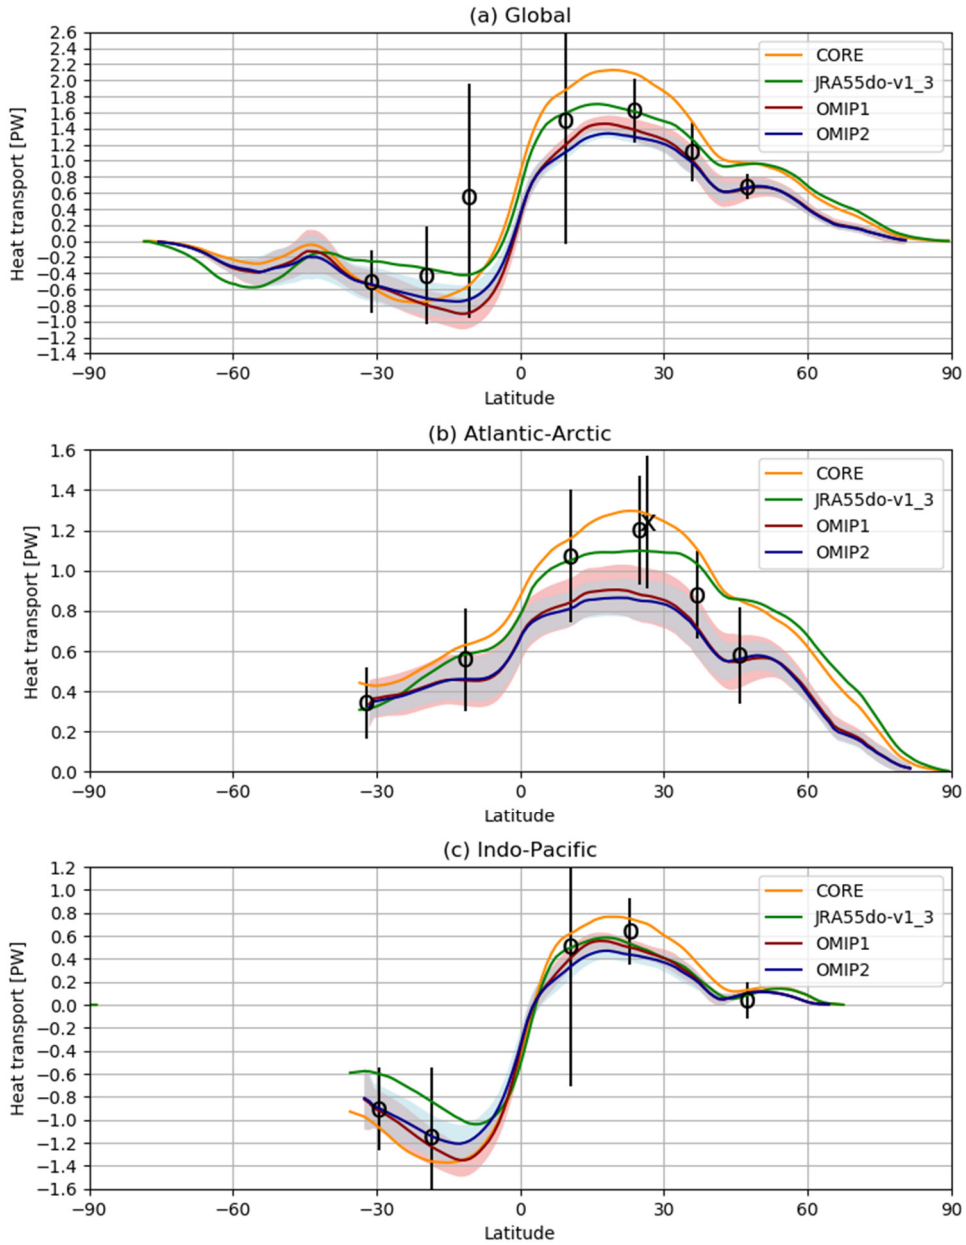 (a) Global
2.6
2.4
2.2
2.0
1.8
1.6
1.4
1.2
1.0
0.8
0.6
0.4
0.2
0.0
−0.2
−0.4
−0.6
−0.8
−1.0
−1.2
−1.4
Heat transport [PW]
CORE
JRA55do-v1_3
OMIP1
OMIP2
−90 −60 −30 0 30 60 90
Latitude
(b) Atlantic-Arctic
1.6
1.4
1.2
1.0
0.8
0.6
0.4
0.2
0.0
Heat transport [PW]
CORE
JRA55do-v1_3
OMIP1
OMIP2
−90 −60 −30 0 30 60 90
Latitude
(c) Indo-Pacific
1.2
1.0
0.8
0.6
0.4
0.2
0.0
−0.2
−0.4
−0.6
−0.8
−1.0
−1.2
−1.4
−1.6
Heat transport [PW]
CORE
JRA55do-v1_3
OMIP1
OMIP2
−90 −60 −30 0 30 60 90
Latitude